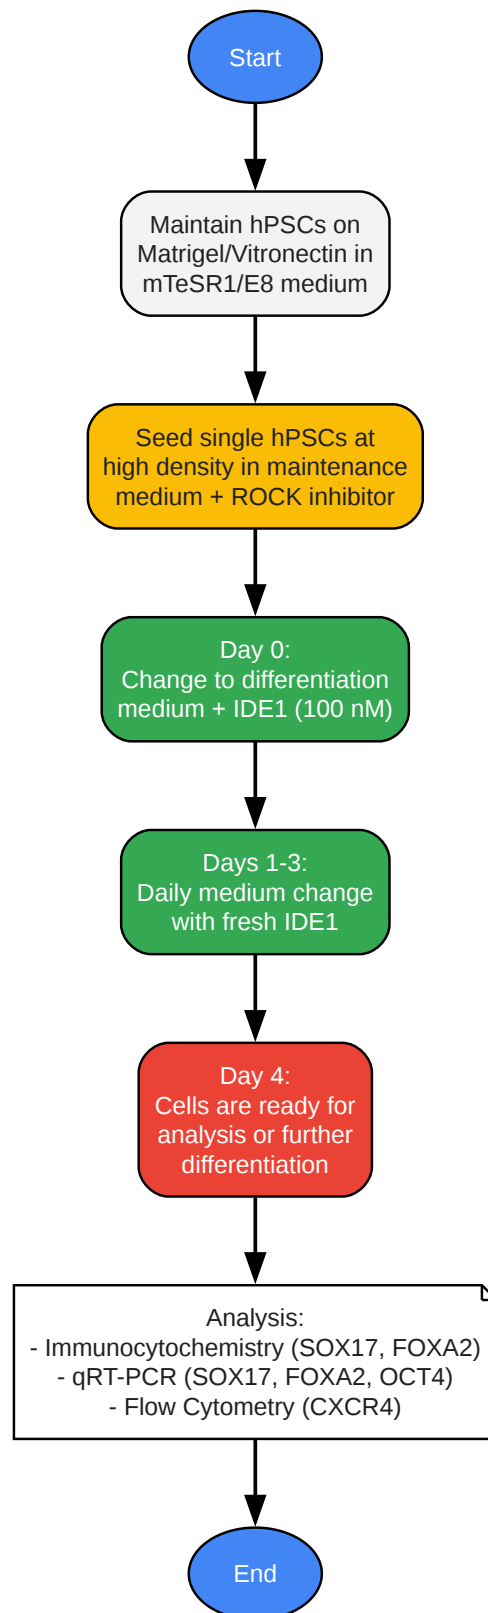 Start
Maintain hPSCs on
Matrigel/Vitronectin in
mTeSR1/E8 medium
Seed single hPSCs at
high density in maintenance
medium + ROCK inhibitor
Day 0:
Change to differentiation
medium + IDE1 (100 nM)
Days 1-3:
Daily medium change
with fresh IDE1
Day 4:
Cells are ready for
analysis or further
differentiation
Analysis:
- Immunocytochemistry (SOX17, FOXA2)
- qRT-PCR (SOX17, FOXA2, OCT4)
- Flow Cytometry (CXCR4)
End